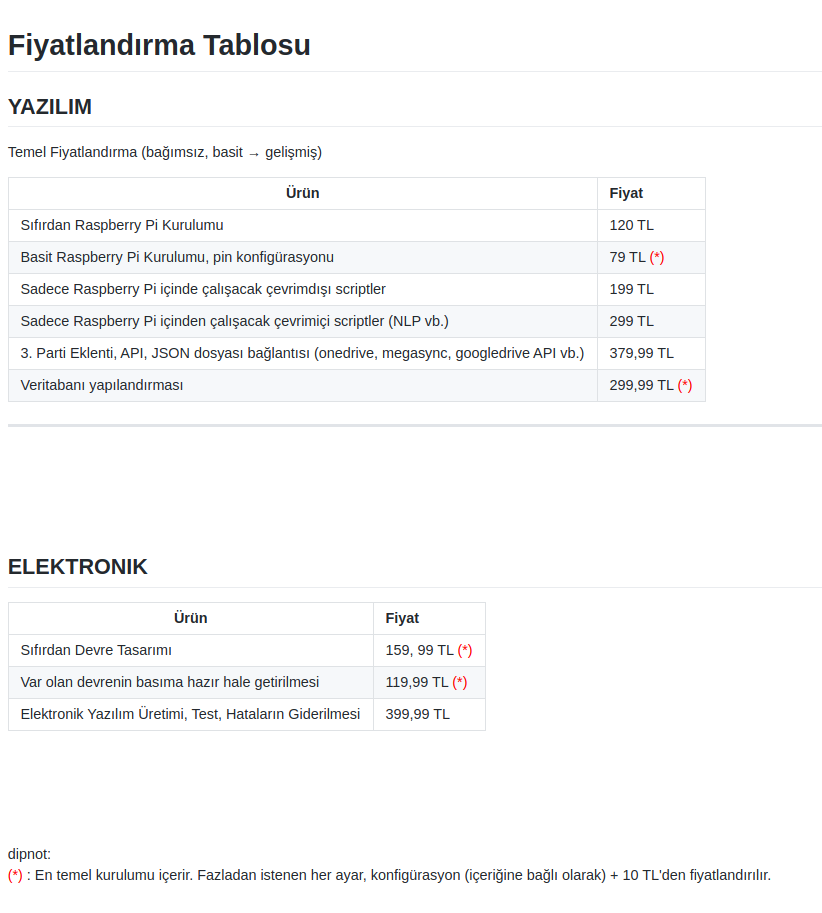 Fiyatlandırma Tablosu
YAZILIM
Temel Fiyatlandırma (bağımsız, basit → gelişmiş)
Ürün Fiyat
Sıfırdan Raspberry Pi Kurulumu 120 TL
Basit Raspberry Pi Kurulumu, pin konfigürasyonu 79 TL (*)
Sadece Raspberry Pi içinde çalışacak çevrimdışı scriptler 199 TL
Sadece Raspberry Pi içinden çalışacak çevrimiçi scriptler (NLP vb.) 299 TL
3. Parti Eklenti, API, JSON dosyası bağlantısı (onedrive, megasync, googledrive API vb.) 379,99 TL
Veritabanı yapılandırması 299,99 TL (*)
ELEKTRONIK
Ürün Fiyat
Sıfırdan Devre Tasarımı 159, 99 TL (*)
Var olan devrenin basıma hazır hale getirilmesi 119,99 TL (*)
Elektronik Yazılım Üretimi, Test, Hataların Giderilmesi 399,99 TL
dipnot:
(*) : En temel kurulumu içerir. Fazladan istenen her ayar, konfigürasyon (içeriğine bağlı olarak) + 10 TL'den fiyatlandırılır.